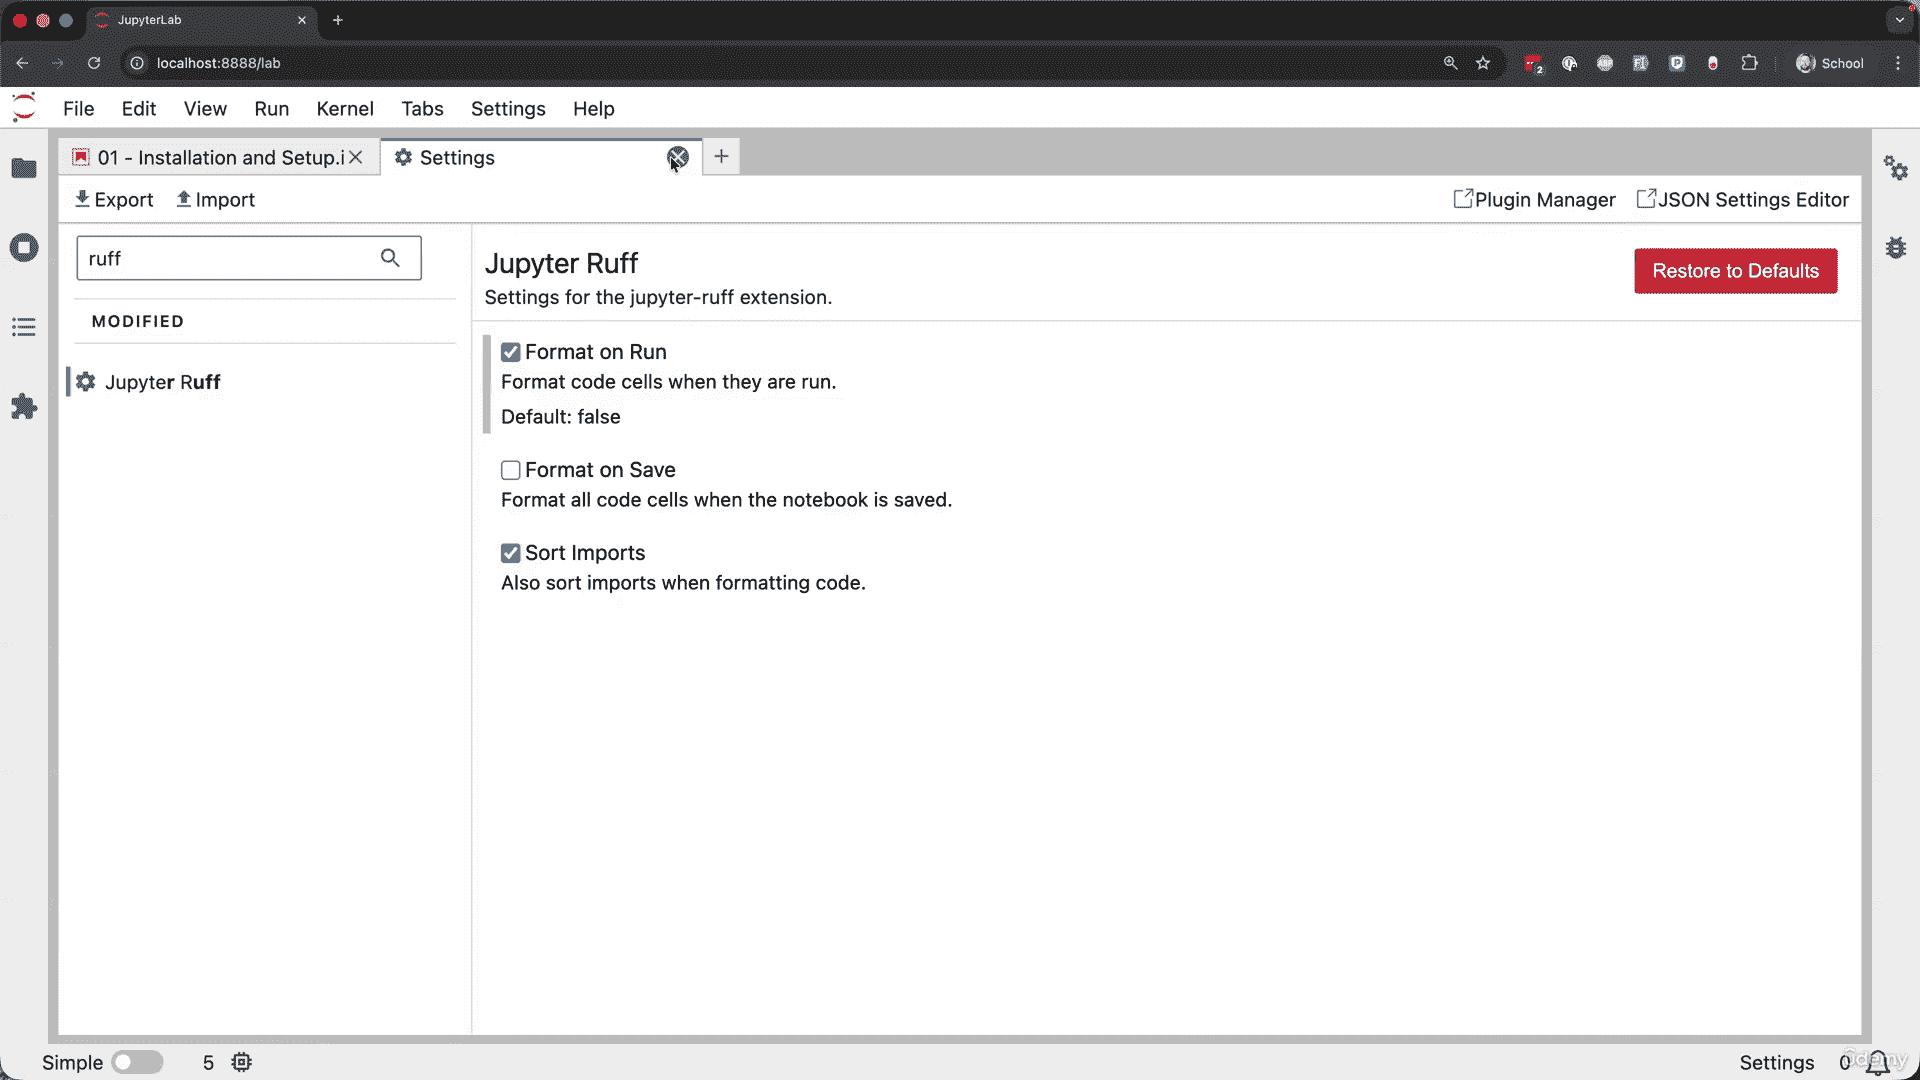 JupyterLab
localhost:8888/lab
2
School
File Edit View Run Kernel Tabs Settings Help
01 - Installation and Setup.i
Settings
Export Import
Plugin Manager JSON Settings Editor
ruff
MODIFIED
Jupyter Ruff
Jupyter Ruff
Settings for the jupyter-ruff extension.
Restore to Defaults
Format on Run
Format code cells when they are run.
Default: false
Format on Save
Format all code cells when the notebook is saved.
Sort Imports
Also sort imports when formatting code.
Simple 5
Settings 0
ûdemy